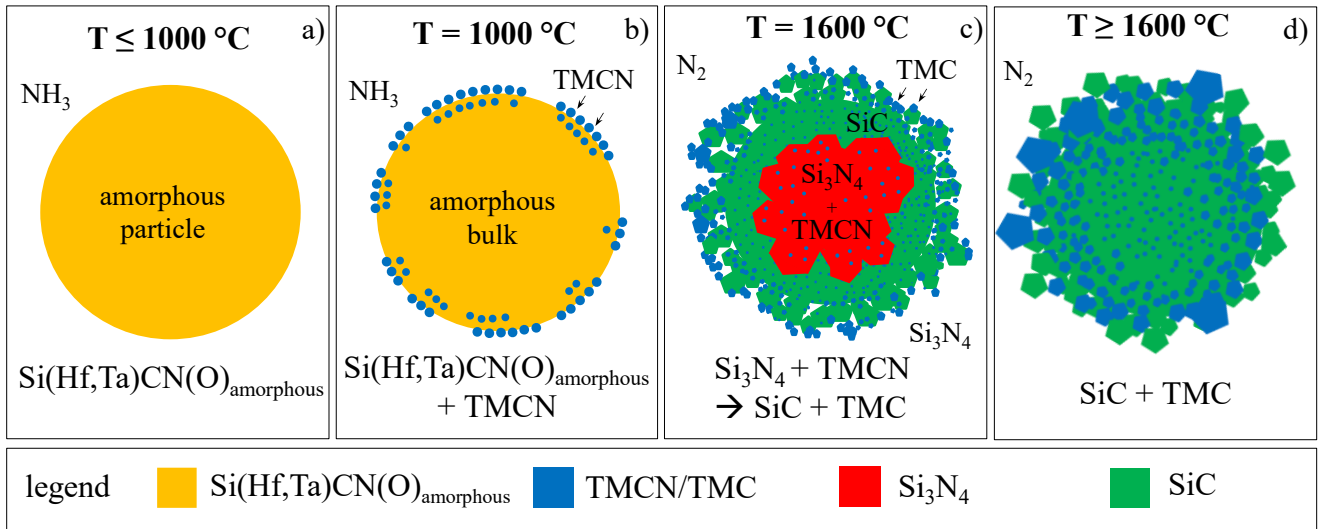 T ≤ 1000 °C
a)
NH₃
amorphous
particle
Si(Hf,Ta)CN(O)amorphous
T = 1000 °C
b)
NH₃
TMCN
amorphous
bulk
Si(Hf,Ta)CN(O)amorphous
+ TMCN
T = 1600 °C
c)
N₂
TMC
SiC
Si₃N₄
+
TMCN
Si₃N₄
Si₃N₄ + TMCN
→ SiC + TMC
T ≥ 1600 °C
d)
N₂
SiC + TMC
legend
Si(Hf,Ta)CN(O)amorphous
TMCN/TMC
Si₃N₄
SiC